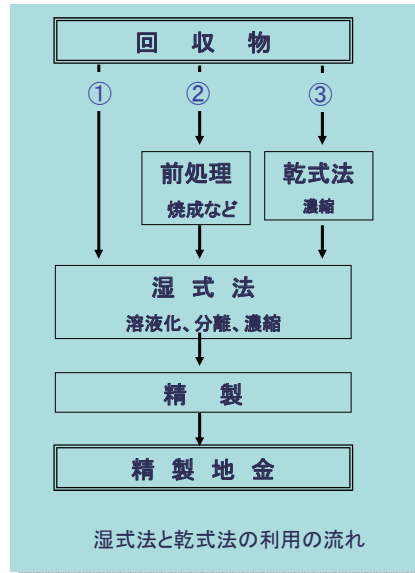 回 収 物
① ② ③
前処理
焼成など
乾式法
濃縮
湿 式 法
溶液化、分離、濃縮
精 製
精 製 地 金
湿式法と乾式法の利用の流れ